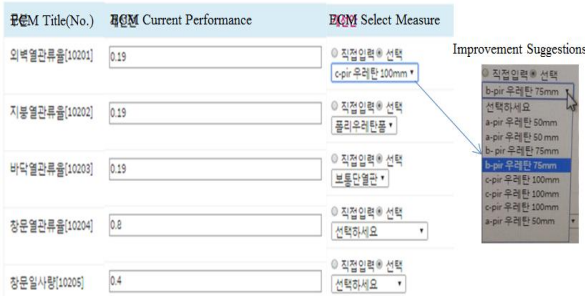 ECM Title(No.) ECM Current Performance ECM Select Measure
Improvement Suggestions
외벽열관류율[10201] 0.19 직접입력 선택
c-pir 우레탄 100mm
지붕열관류율[10202] 0.19 직접입력 선택
폴리우레탄폼
바닥열관류율[10203] 0.19 직접입력 선택
보통단열판
창문열관류율[10204] 0.8 직접입력 선택
선택하세요
창문일사량[10205] 0.4 직접입력 선택
선택하세요
직접입력 선택
b-pir 우레탄 75mm
선택하세요
a-pir 우레탄 50mm
a-pir 우레탄 50 mm
b- pir 우레탄 75mm
b-pir 우레탄 75mm
c-pir 우레탄 100mm
c-pir 우레탄 100mm
c-pir 우레탄 100mm
a-pir 우레탄 50mm